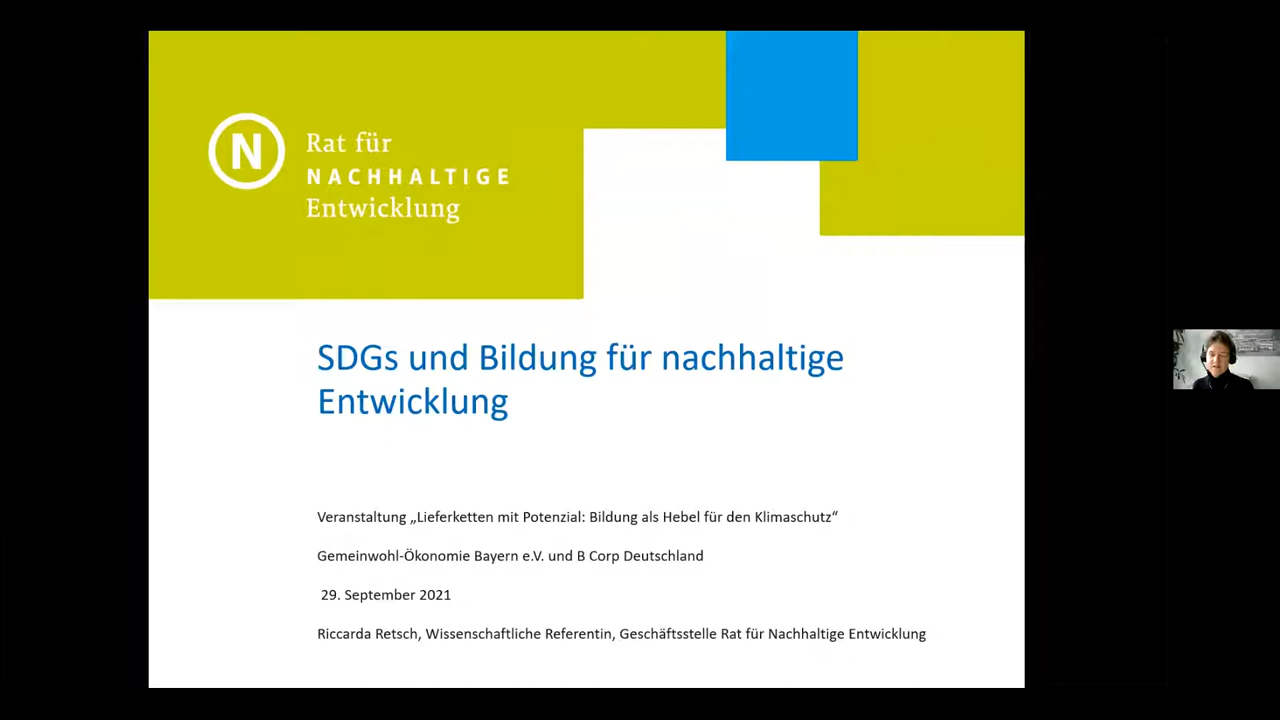 N
Rat für
NACHHALTIGE
Entwicklung
SDGs und Bildung für nachhaltige
Entwicklung
Veranstaltung „Lieferketten mit Potenzial: Bildung als Hebel für den Klimaschutz“
Gemeinwohl-Ökonomie Bayern e.V. und B Corp Deutschland
29. September 2021
Riccarda Retsch, Wissenschaftliche Referentin, Geschäftsstelle Rat für Nachhaltige Entwicklung